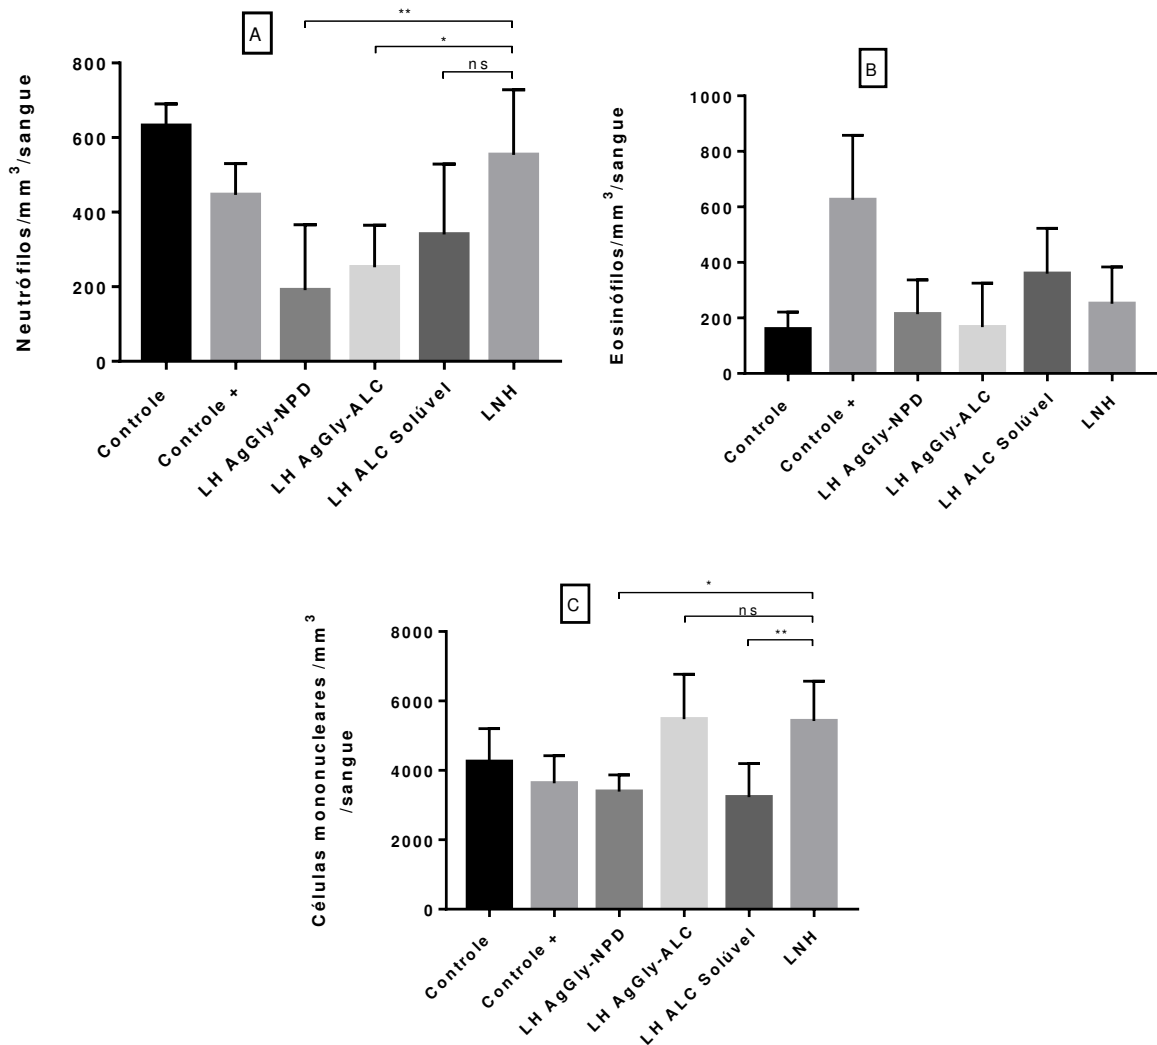 A
**
*
ns
Neutrófilos/mm³/sangue
800
600
400
200
0
Controle
Controle +
LH AgGly-NPD
LH AgGly-ALC
LH ALC Solúvel
LNH
B
Eosinófilos/mm³/sangue
1000
800
600
400
200
0
Controle
Controle +
LH AgGly-NPD
LH AgGly-ALC
LH ALC Solúvel
LNH
C
*
ns
**
Células mononucleares /mm³
/sangue
8000
6000
4000
2000
0
Controle
Controle +
LH AgGly-NPD
LH AgGly-ALC
LH ALC Solúvel
LNH